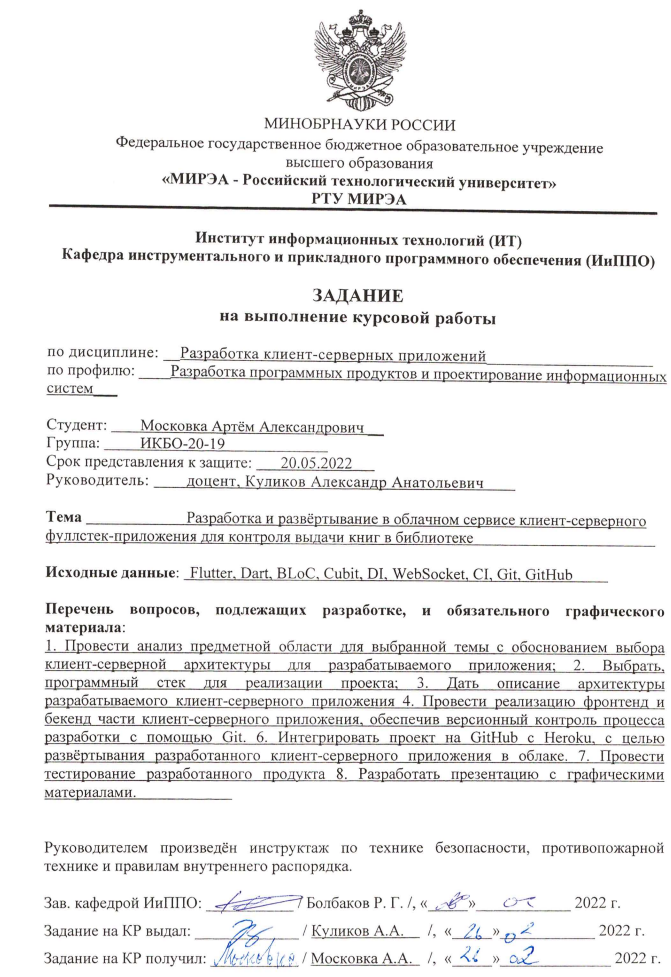 МИНОБРНАУКИ РОССИИ
Федеральное государственное бюджетное образовательное учреждение
высшего образования
«МИРЭА - Российский технологический университет»
РТУ МИРЭА
Институт информационных технологий (ИТ)
Кафедра инструментального и прикладного программного обеспечения (ИиППО)
ЗАДАНИЕ
на выполнение курсовой работы
по дисциплине: Разработка клиент-серверных приложений
по профилю: Разработка программных продуктов и проектирование информационных
систем
Студент: Московка Артём Александрович
Группа: ИКБО-20-19
Срок представления к защите: 20.05.2022
Руководитель: доцент, Куликов Александр Анатольевич
Тема Разработка и развёртывание в облачном сервисе клиент-серверного
фуллстек-приложения для контроля выдачи книг в библиотеке
Исходные данные: Flutter, Dart, BLoC, Cubit, DI, WebSocket, CI, Git, GitHub
Перечень вопросов, подлежащих разработке, и обязательного графического
материала:
1. Провести анализ предметной области для выбранной темы с обоснованием выбора
клиент-серверной архитектуры для разрабатываемого приложения; 2. Выбрать,
программный стек для реализации проекта; 3. Дать описание архитектуры
разрабатываемого клиент-серверного приложения 4. Провести реализацию фронтенд и
бекенд части клиент-серверного приложения, обеспечив версионный контроль процесса
разработки с помощью Git. 6. Интегрировать проект на GitHub с Heroku, с целью
развёртывания разработанного клиент-серверного приложения в облаке. 7. Провести
тестирование разработанного продукта 8. Разработать презентацию с графическими
материалами.
Руководителем произведён инструктаж по технике безопасности, противопожарной
технике и правилам внутреннего распорядка.
Зав. кафедрой ИиППО: / Болбаков Р. Г. /, « » 2022 г.
Задание на КР выдал: / Куликов А.А. /, «26» 02 2022 г.
Задание на КР получил: Московка / Московка А.А. /, «26» 02 2022 г.